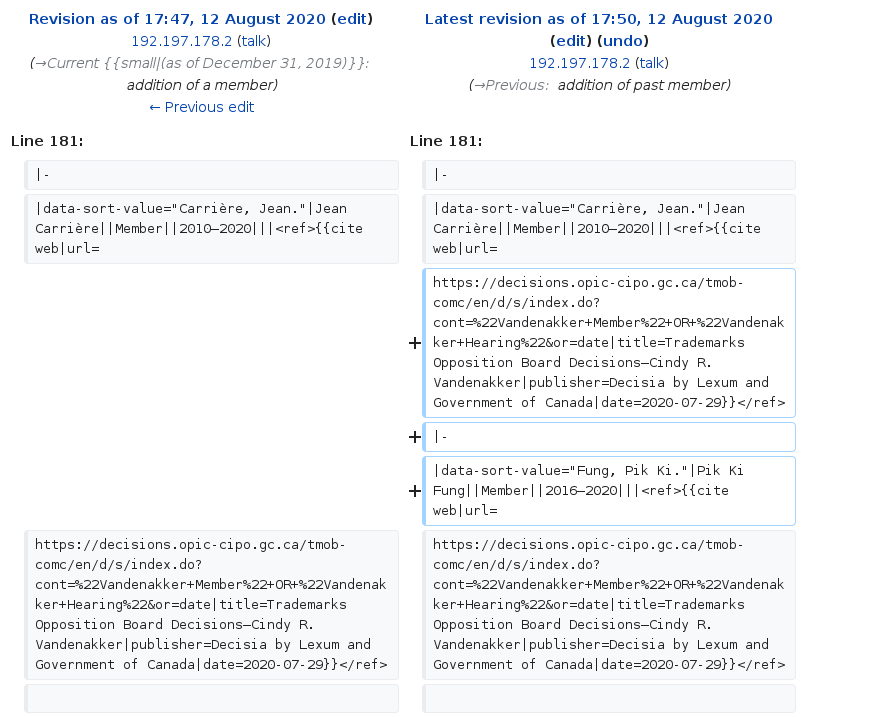 Revision as of 17:47, 12 August 2020 (edit)
192.197.178.2 (talk)
(→Current {{small|(as of December 31, 2019)}}:
addition of a member)
← Previous edit
Latest revision as of 17:50, 12 August 2020
(edit) (undo)
192.197.178.2 (talk)
(→Previous: addition of past member)
Line 181:
Line 181:
|-
|-
|data-sort-value="Carrière, Jean."|Jean
Carrière||Member||2010–2020|||<ref>{{cite
web|url=
|data-sort-value="Carrière, Jean."|Jean
Carrière||Member||2010–2020|||<ref>{{cite
web|url=
+
https://decisions.opic-cipo.gc.ca/tmob-
comc/en/d/s/index.do?
cont=%22Vandenakker+Member%22+OR+%22Vandenak
ker+Hearing%22&or=date|title=Trademarks
Opposition Board Decisions—Cindy R.
Vandenakker|publisher=Decisia by Lexum and
Government of Canada|date=2020-07-29}}</ref>
+
|-
+
|data-sort-value="Fung, Pik Ki."|Pik Ki
Fung||Member||2016–2020|||<ref>{{cite
web|url=
https://decisions.opic-cipo.gc.ca/tmob-
comc/en/d/s/index.do?
cont=%22Vandenakker+Member%22+OR+%22Vandenak
ker+Hearing%22&or=date|title=Trademarks
Opposition Board Decisions—Cindy R.
Vandenakker|publisher=Decisia by Lexum and
Government of Canada|date=2020-07-29}}</ref>
https://decisions.opic-cipo.gc.ca/tmob-
comc/en/d/s/index.do?
cont=%22Vandenakker+Member%22+OR+%22Vandenak
ker+Hearing%22&or=date|title=Trademarks
Opposition Board Decisions—Cindy R.
Vandenakker|publisher=Decisia by Lexum and
Government of Canada|date=2020-07-29}}</ref>